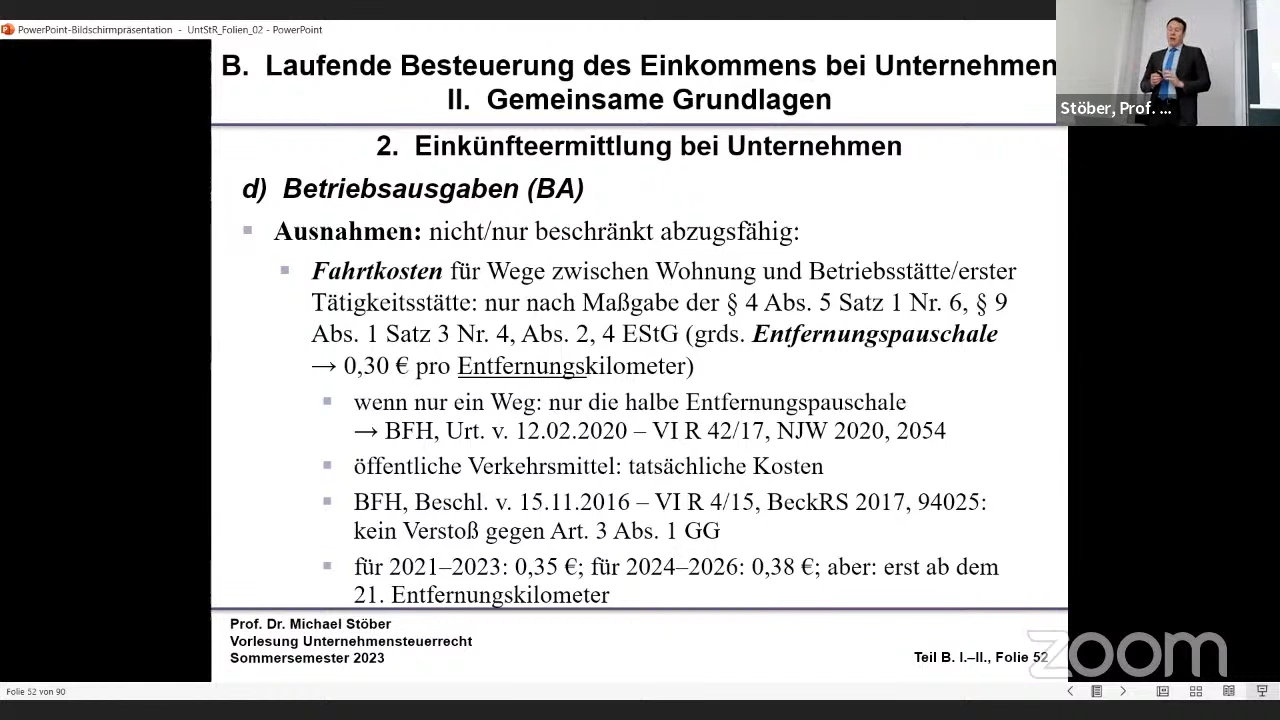 PowerPoint-Bildschirmpräsentation - UntStR_Folien_02 - PowerPoint
B. Laufende Besteuerung des Einkommens bei Unternehmen
II. Gemeinsame Grundlagen
Stöber, Prof. ...
2. Einkünfteermittlung bei Unternehmen
d) Betriebsausgaben (BA)
Ausnahmen: nicht/nur beschränkt abzugsfähig:
Fahrtkosten für Wege zwischen Wohnung und Betriebsstätte/erster
Tätigkeitsstätte: nur nach Maßgabe der § 4 Abs. 5 Satz 1 Nr. 6, § 9
Abs. 1 Satz 3 Nr. 4, Abs. 2, 4 EStG (grds. Entfernungspauschale
→ 0,30 € pro Entfernungskilometer)
wenn nur ein Weg: nur die halbe Entfernungspauschale
→ BFH, Urt. v. 12.02.2020 – VI R 42/17, NJW 2020, 2054
öffentliche Verkehrsmittel: tatsächliche Kosten
BFH, Beschl. v. 15.11.2016 – VI R 4/15, BeckRS 2017, 94025:
kein Verstoß gegen Art. 3 Abs. 1 GG
für 2021–2023: 0,35 €; für 2024–2026: 0,38 €; aber: erst ab dem
21. Entfernungskilometer
Prof. Dr. Michael Stöber
Vorlesung Unternehmensteuerrecht
Sommersemester 2023
Teil B. I.–II., Folie 52
zoom
Folie 52 von 90